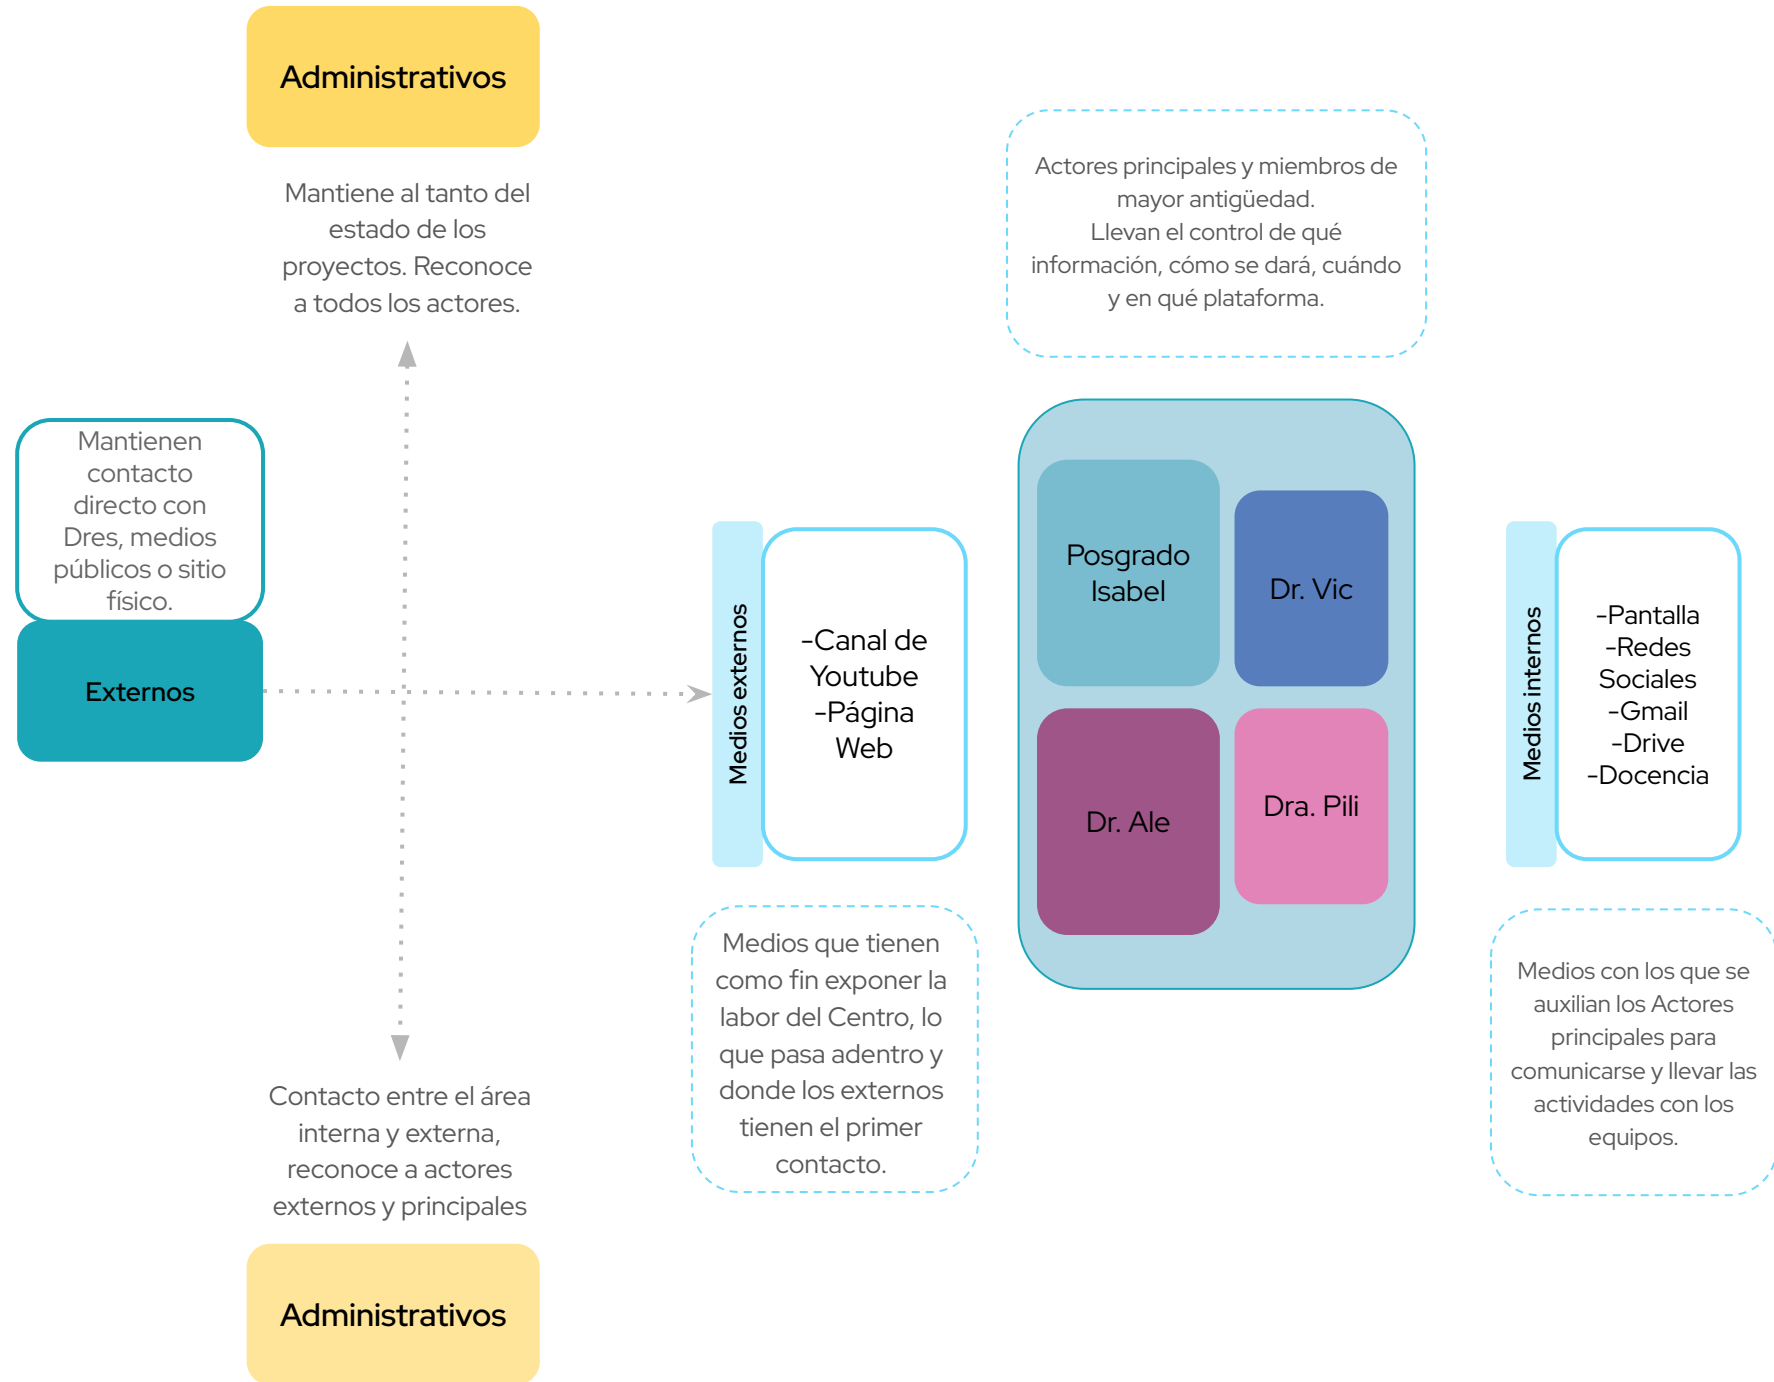 Administrativos
Mantiene al tanto del
estado de los
proyectos. Reconoce
a todos los actores.
Mantienen
contacto
directo con
Dres, medios
públicos o sitio
físico.
Externos
Contacto entre el área
interna y externa,
reconoce a actores
externos y principales
Administrativos
Medios externos
-Canal de
Youtube
-Página
Web
Medios que tienen
como fin exponer la
labor del Centro, lo
que pasa adentro y
donde los externos
tienen el primer
contacto.
Actores principales y miembros de
mayor antigüedad.
Llevan el control de qué
información, cómo se dará, cuándo
y en qué plataforma.
Posgrado
Isabel
Dr. Vic
Dr. Ale
Dra. Pili
Medios internos
-Pantalla
-Redes
Sociales
-Gmail
-Drive
-Docencia
Medios con los que se
auxilian los Actores
principales para
comunicarse y llevar las
actividades con los
equipos.